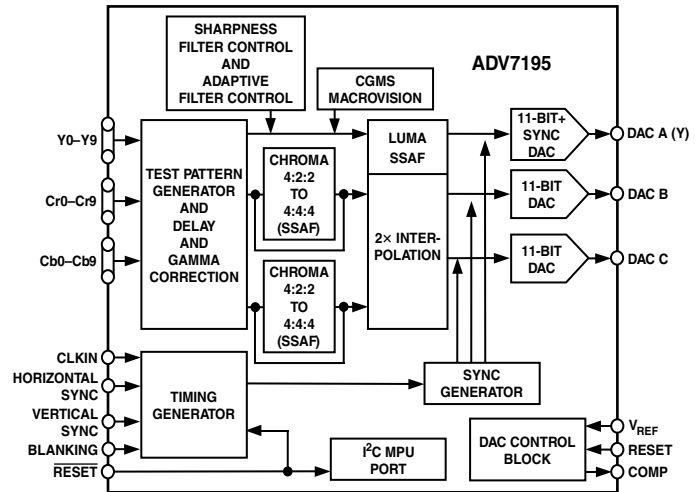 SHARPNESS
FILTER CONTROL
AND
ADAPTIVE
FILTER CONTROL
CGMS
MACROVISION
ADV7195
Y0–Y9
Cr0–Cr9
Cb0–Cb9
TEST PATTERN
GENERATOR
AND
DELAY
AND
GAMMA
CORRECTION
CHROMA
4:2:2
TO
4:4:4
(SSAF)
CHROMA
4:2:2
TO
4:4:4
(SSAF)
LUMA
SSAF
2× INTER-
POLATION
11-BIT+
SYNC
DAC
DAC A (Y)
11-BIT
DAC
DAC B
11-BIT
DAC
DAC C
CLKIN
HORIZONTAL
SYNC
VERTICAL
SYNC
BLANKING
RESET
TIMING
GENERATOR
SYNC
GENERATOR
I²C MPU
PORT
DAC CONTROL
BLOCK
VREF
RESET
COMP